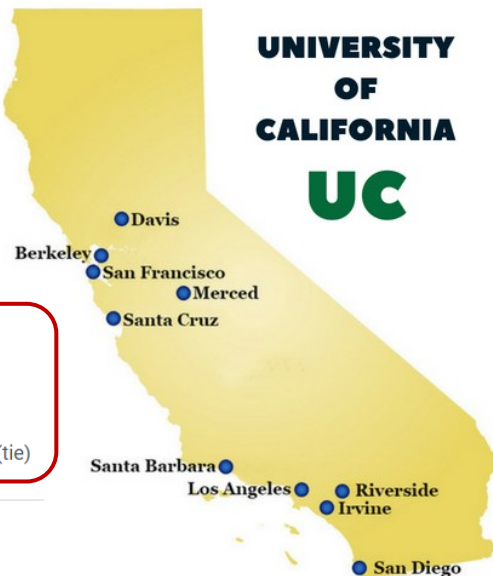 UNIVERSITY
OF
CALIFORNIA
UC
Davis
Berkeley
San Francisco
Merced
Santa Cruz
(tie)
Santa Barbara
Los Angeles
Riverside
Irvine
San Diego